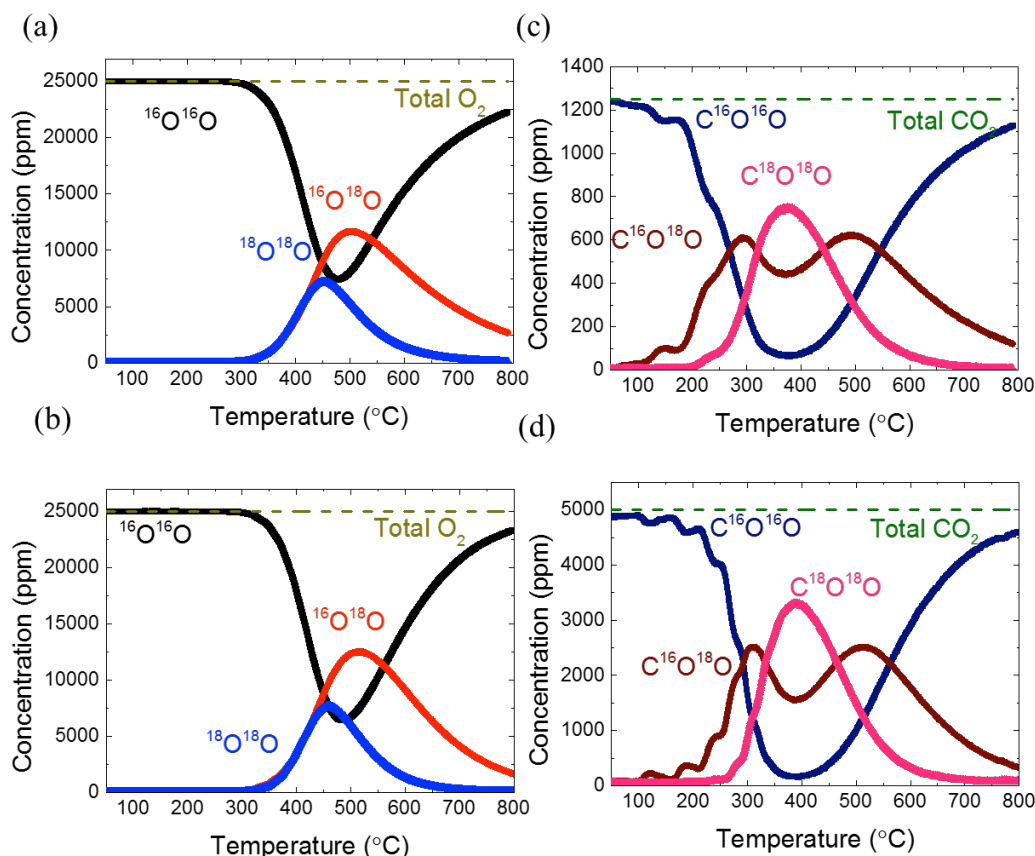 (a)
25000
20000
15000
10000
5000
0
Concentration (ppm)
Total O₂
¹⁶O¹⁶O
¹⁶O¹⁸O
¹⁸O¹⁸O
100 200 300 400 500 600 700 800
Temperature (°C)
(c)
1400
1200
1000
800
600
400
200
0
Concentration (ppm)
C¹⁶O¹⁶O
Total CO₂
C¹⁸O¹⁸O
C¹⁶O¹⁸O
100 200 300 400 500 600 700 800
Temperature (°C)
(b)
25000
20000
15000
10000
5000
0
Concentration (ppm)
Total O₂
¹⁶O¹⁶O
¹⁶O¹⁸O
¹⁸O¹⁸O
100 200 300 400 500 600 700 800
Temperature (°C)
(d)
5000
4000
3000
2000
1000
0
Concentration (ppm)
C¹⁶O¹⁶O
Total CO₂
C¹⁸O¹⁸O
C¹⁶O¹⁸O
100 200 300 400 500 600 700 800
Temperature (°C)